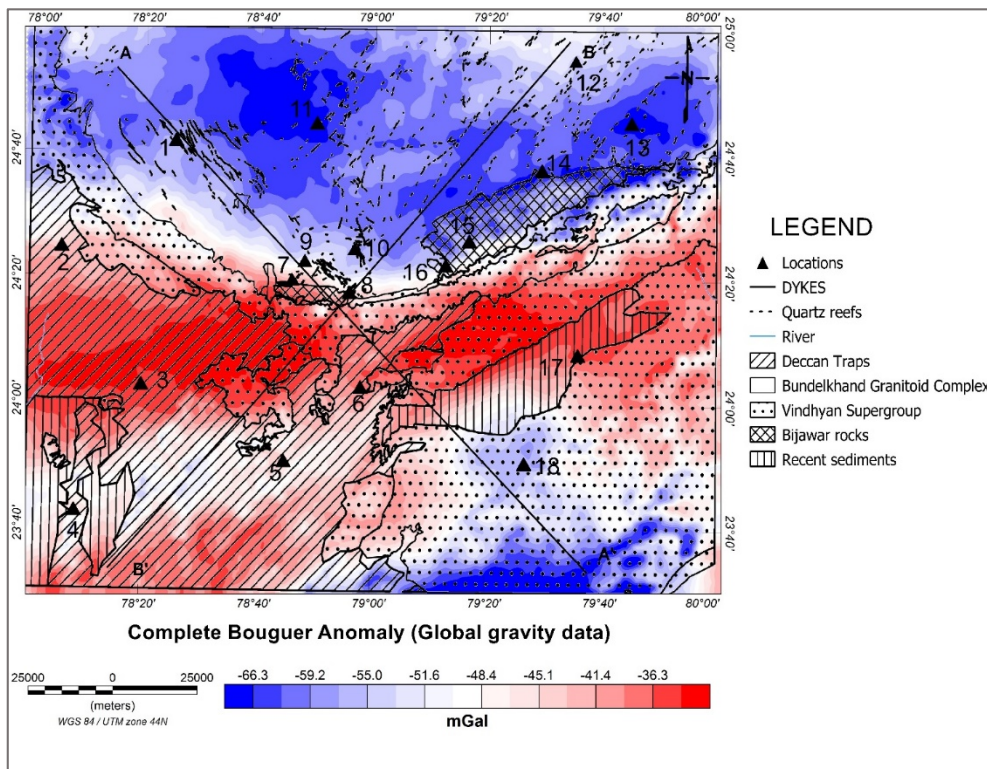 78°00' 78°20' 78°40' 79°00' 79°20' 79°40' 80°00'
25°00'
24°40'
24°20'
24°00'
23°40'
24°40'
24°20'
24°00'
23°40'
A B
N
12
11
13
1
14
15
9
10
2
7
16
8
17
3
6
18
5
4
B' A'
78°20' 78°40' 79°00' 79°20' 79°40' 80°00'
LEGEND
Locations
DYKES
Quartz reefs
River
Deccan Traps
Bundelkhand Granitoid Complex
Vindhyan Supergroup
Bijawar rocks
Recent sediments
Complete Bouguer Anomaly (Global gravity data)
25000 0 25000
(meters)
WGS 84 / UTM zone 44N
-66.3 -59.2 -55.0 -51.6 -48.4 -45.1 -41.4 -36.3
mGal